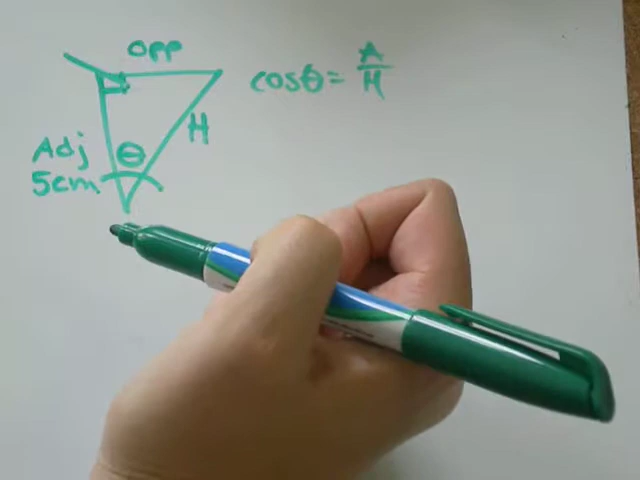 opp
cosθ = A/H
H
Adj
θ
5cm